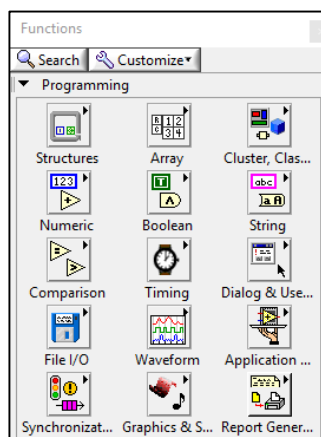 Functions
Search Customize
Programming
Structures Array Cluster, Clas...
Numeric Boolean String
Comparison Timing Dialog & Use...
File I/O Waveform Application ...
Synchronizat... Graphics & S... Report Gener...